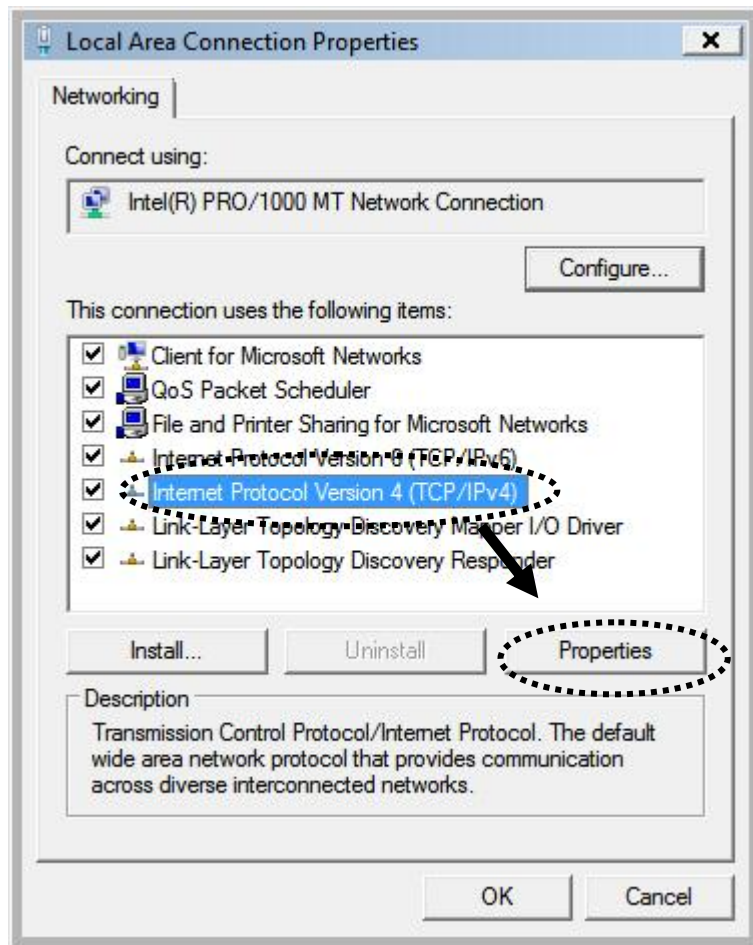 Local Area Connection Properties
Networking
Connect using:
Intel(R) PRO/1000 MT Network Connection
Configure...
This connection uses the following items:
Client for Microsoft Networks
QoS Packet Scheduler
File and Printer Sharing for Microsoft Networks
Internet Protocol Version 6 (TCP/IPv6)
Internet Protocol Version 4 (TCP/IPv4)
Link-Layer Topology Discovery Mapper I/O Driver
Link-Layer Topology Discovery Responder
Install... Uninstall Properties
Description
Transmission Control Protocol/Internet Protocol. The default
wide area network protocol that provides communication
across diverse interconnected networks.
OK Cancel